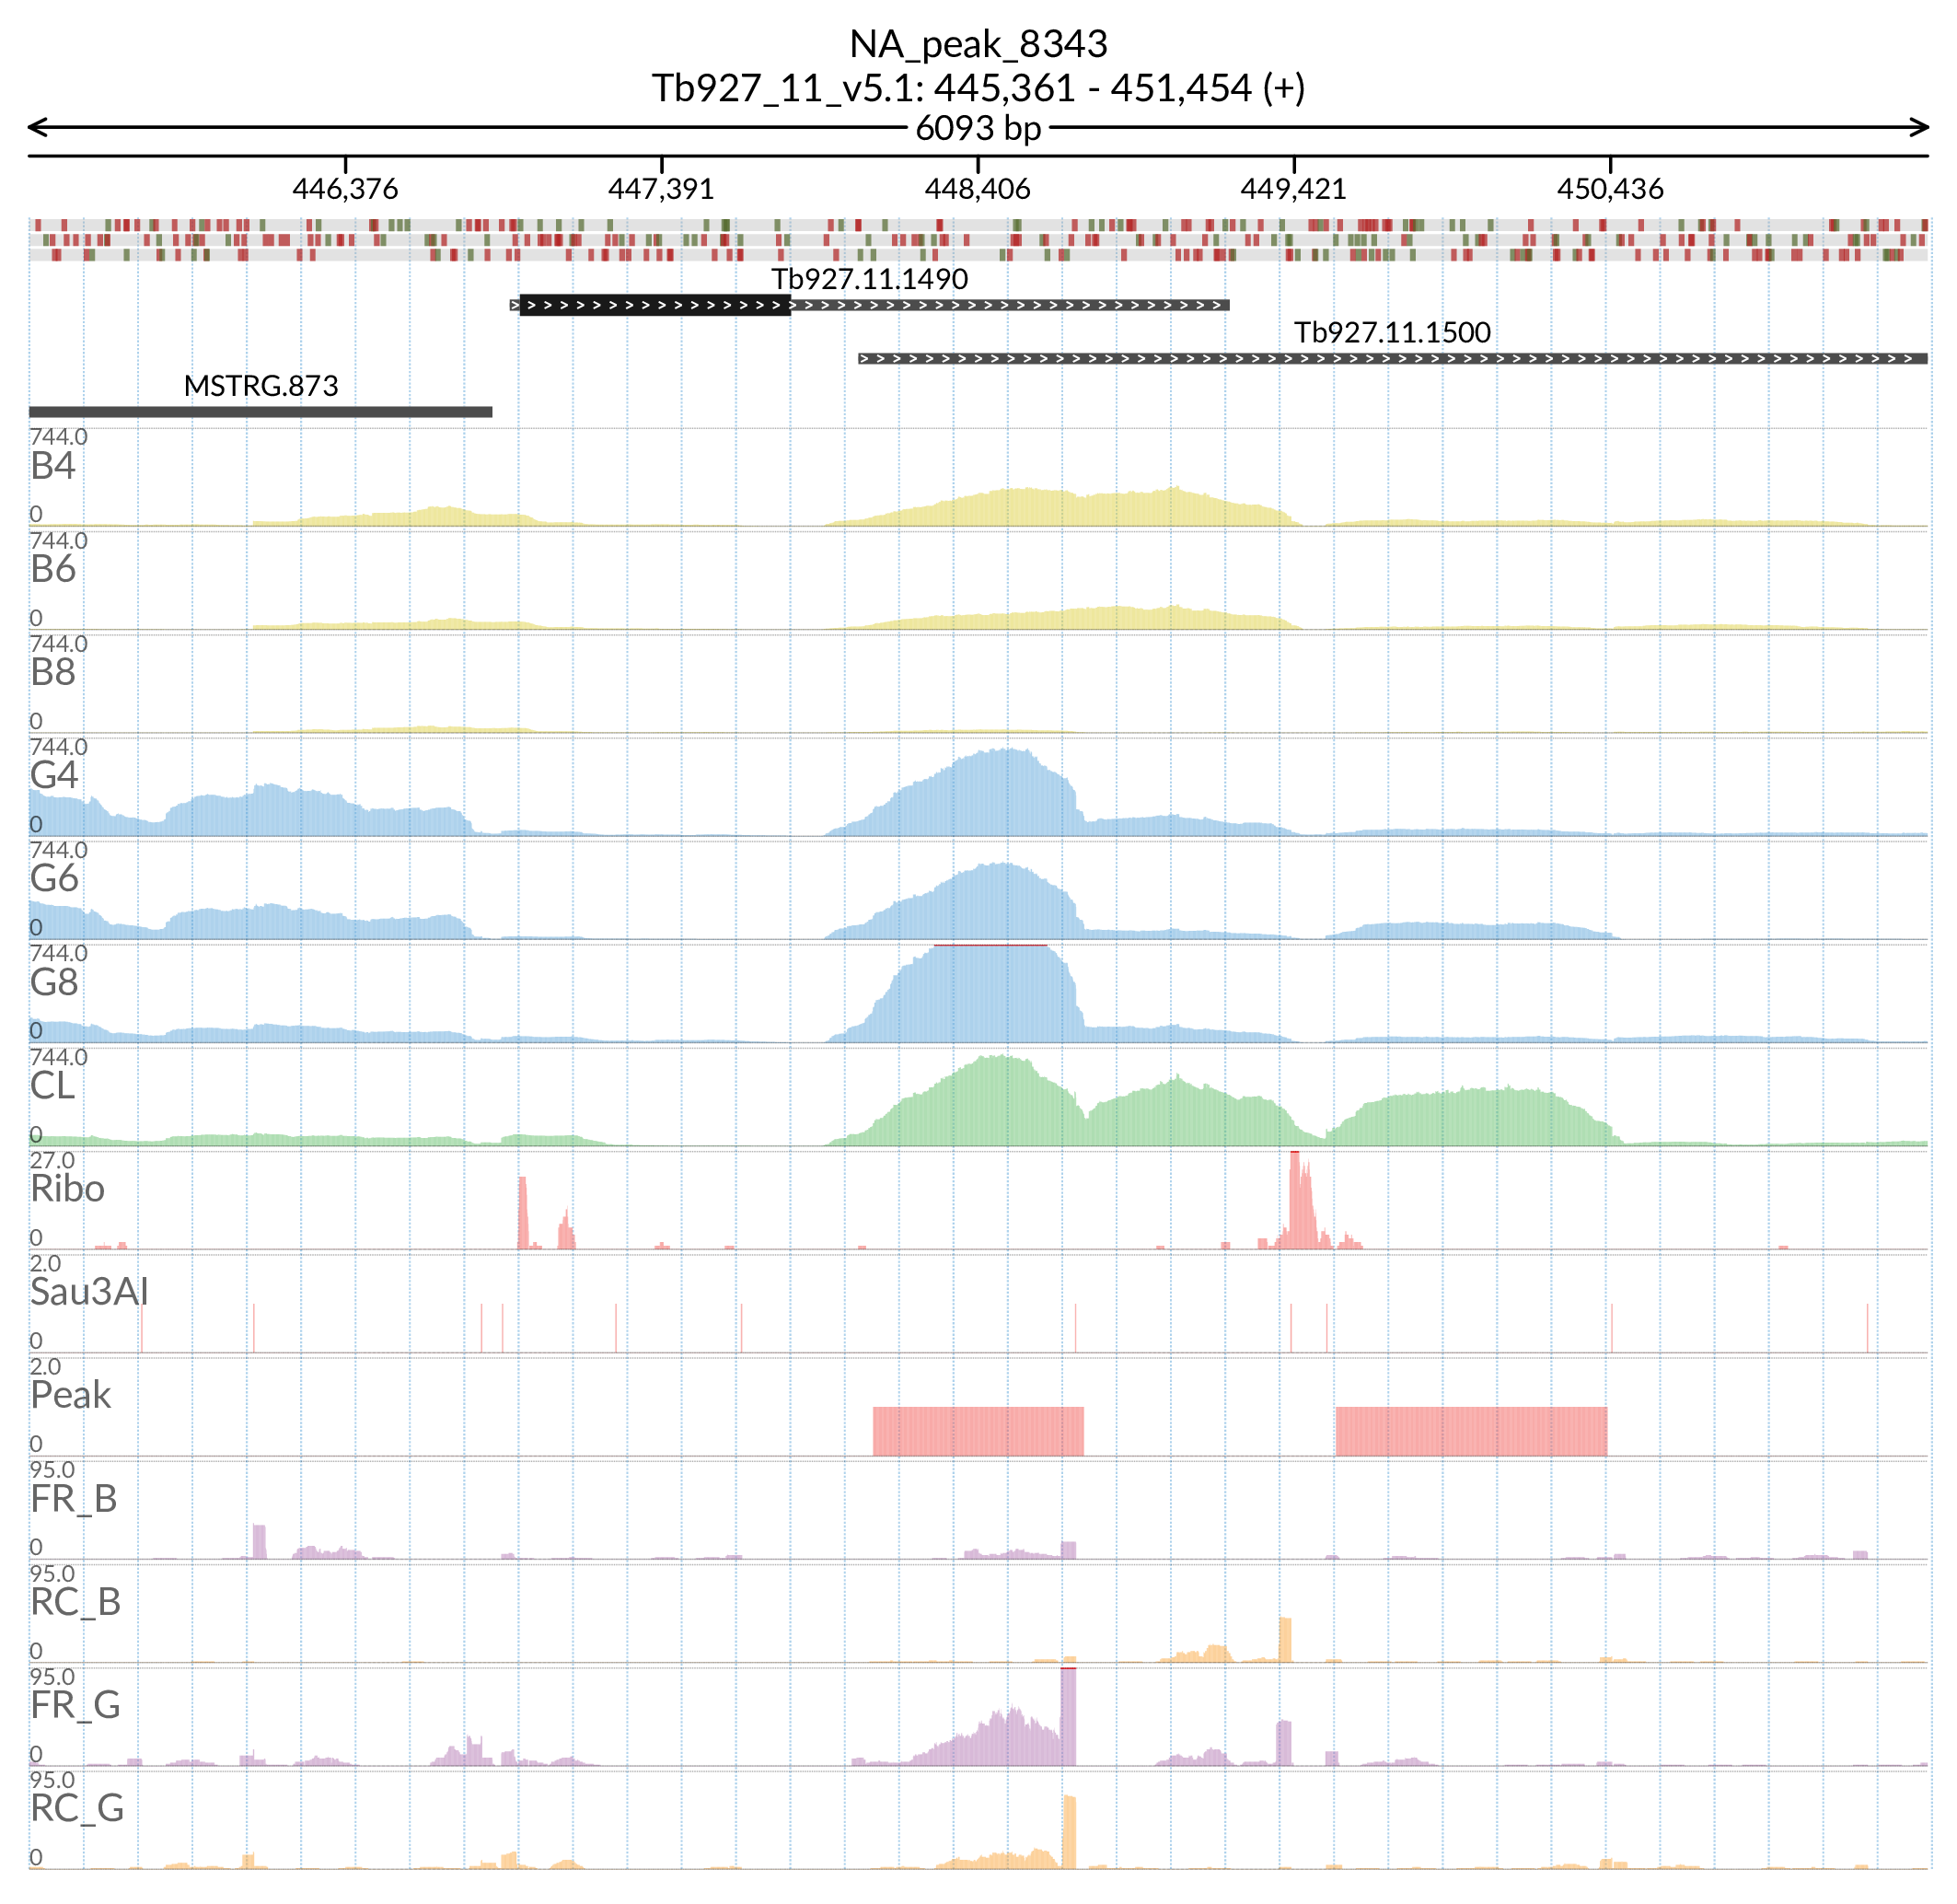 NA_peak_8343
Tb927_11_v5.1: 445,361 - 451,454 (+)
6093 bp
446,376 447,391 448,406 449,421 450,436
Tb927.11.1490
Tb927.11.1500
MSTRG.873
744.0
B4
0
744.0
B6
0
744.0
B8
0
744.0
G4
0
744.0
G6
0
744.0
G8
0
744.0
CL
0
27.0
Ribo
0
2.0
Sau3AI
0
2.0
Peak
0
95.0
FR_B
0
95.0
RC_B
0
95.0
FR_G
0
95.0
RC_G
0